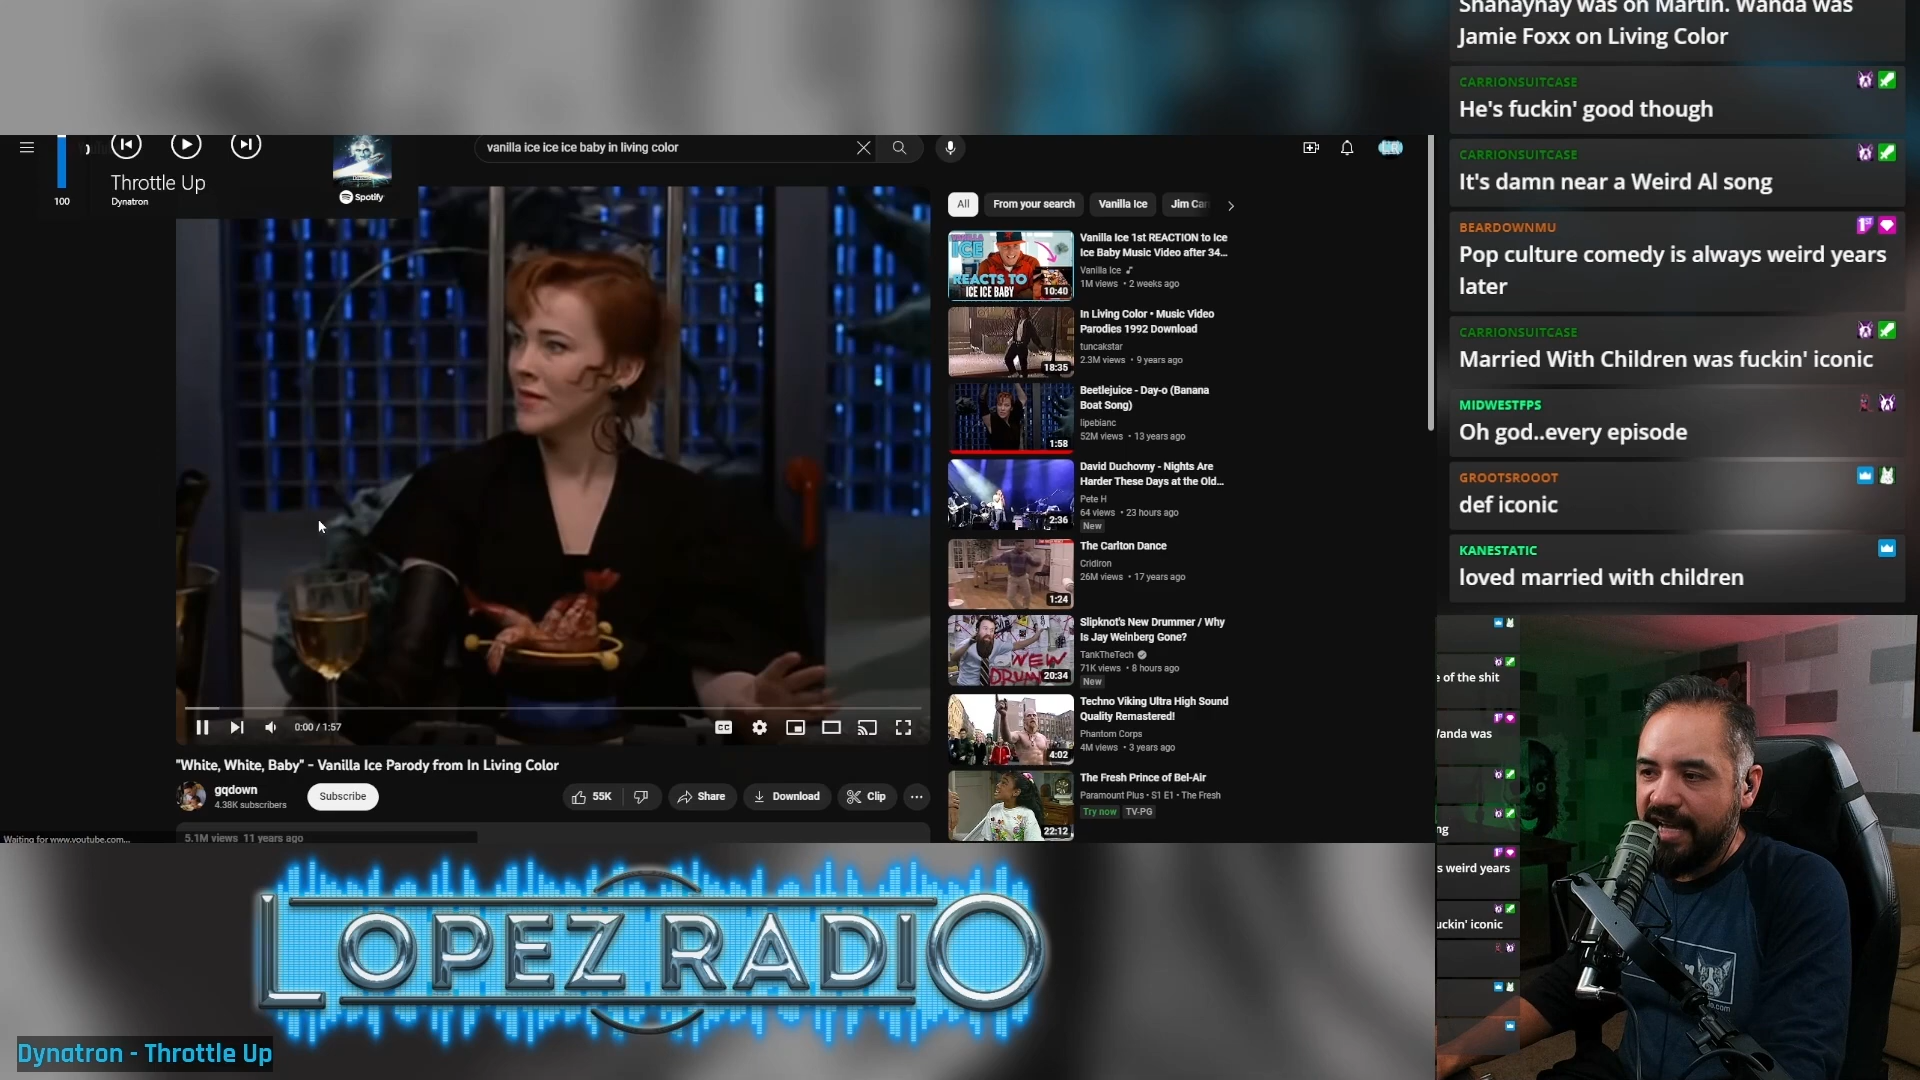 vanilla ice ice ice baby in living color
Throttle Up
Dynatron
100
Spotify
All
From your search
Vanilla Ice
Jim Car
Vanilla Ice 1st REACTION to Ice
Ice Baby Music Video after 34...
Vanilla Ice
1M views • 2 weeks ago
ICE
REACTS TO
ICE ICE BABY
10:40
In Living Color • Music Video
Parodies 1992 Download
tuncakstar
2.3M views • 9 years ago
18:35
Beetlejuice - Day-o (Banana
Boat Song)
lipebianc
52M views • 13 years ago
1:58
David Duchovny - Nights Are
Harder These Days at the Old...
Pete H
64 views • 23 hours ago
New
2:36
The Carlton Dance
Cridiron
26M views • 17 years ago
1:24
Slipknot's New Drummer / Why
Is Jay Weinberg Gone?
TankTheTech
71K views • 8 hours ago
New
20:34
Techno Viking Ultra High Sound
Quality Remastered!
Phantom Corps
4M views • 3 years ago
4:02
The Fresh Prince of Bel-Air
Paramount Plus • S1 E1 • The Fresh
Try now
TV-PG
22:12
0:00 / 1:57
CC
"White, White, Baby" - Vanilla Ice Parody from In Living Color
gqdown
4.38K subscribers
Subscribe
55K
Share
Download
Clip
5.1M views 11 years ago
Waiting for www.youtube.com...
LOPEZ RADIO
Dynatron - Throttle Up
Shanaynay was on Martin. Wanda was
Jamie Foxx on Living Color
CARRIONSUITCASE
He's fuckin' good though
CARRIONSUITCASE
It's damn near a Weird Al song
BEARDOWNMU
Pop culture comedy is always weird years
later
CARRIONSUITCASE
Married With Children was fuckin' iconic
MIDWESTFPS
Oh god..every episode
GROOTSROOOT
def iconic
KANESTATIC
loved married with children
e of the shit
Wanda was
ng
s weird years
uckin' iconic